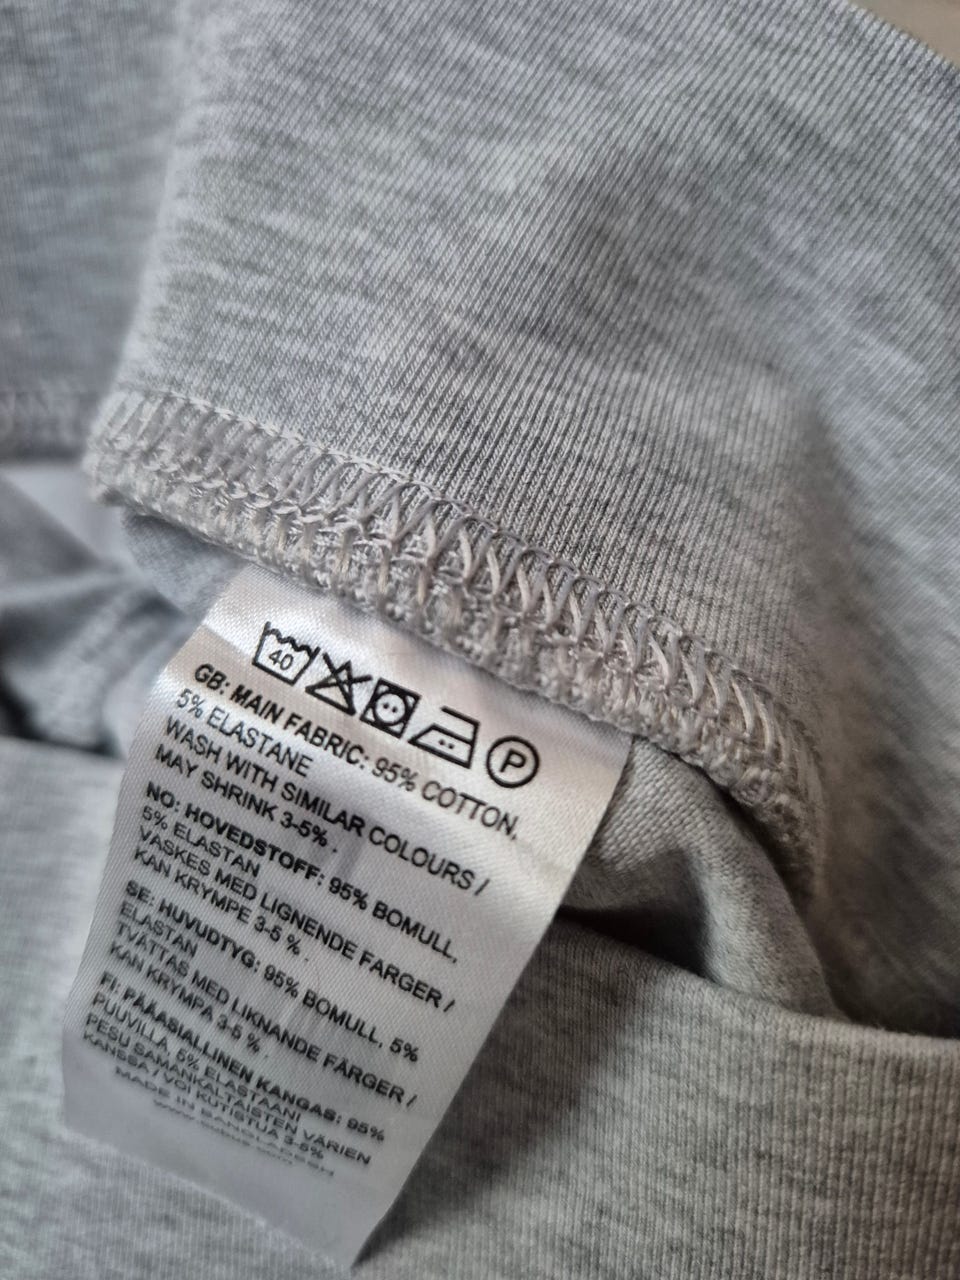 40 P
GB: MAIN FABRIC: 95% COTTON,
5% ELASTANE
WASH WITH SIMILAR COLOURS /
MAY SHRINK 3-5% .
NO: HOVEDSTOFF: 95% BOMULL,
5% ELASTAN
VASKES MED LIGNENDE FARGER /
KAN KRYMPE 3-5 % .
SE: HUVUDTYG: 95% BOMULL, 5%
ELASTAN
TVÄTTAS MED LIKNANDE FÄRGER /
KAN KRYMPA 3-5 % .
FI: PÄÄASIALLINEN KANGAS: 95%
PUUVILLA, 5% ELASTAANI
PESU SAMANKALTAISTEN VÄRIEN
KANSSA / VOI KUTISTUA 3-5%
MADE IN BANGLADESH